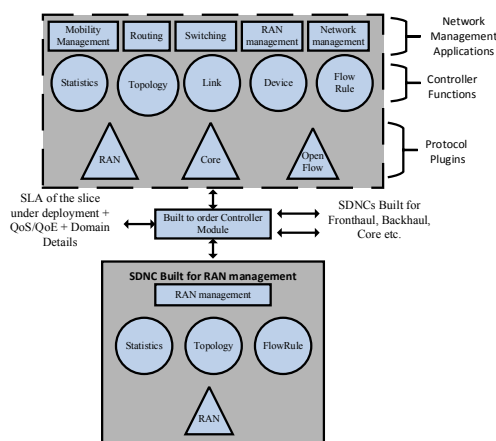 Mobility
Management
Routing
Switching
RAN
management
Network
management
Network
Management
Applications
Statistics
Topology
Link
Device
Flow
Rule
Controller
Functions
RAN
Core
Open
Flow
Protocol
Plugins
SLA of the slice
under deployment +
QoS/QoE + Domain
Details
Built to order Controller
Module
SDNCs Built for
Fronthaul, Backhaul,
Core etc.
SDNC Built for RAN management
RAN management
Statistics
Topology
FlowRule
RAN